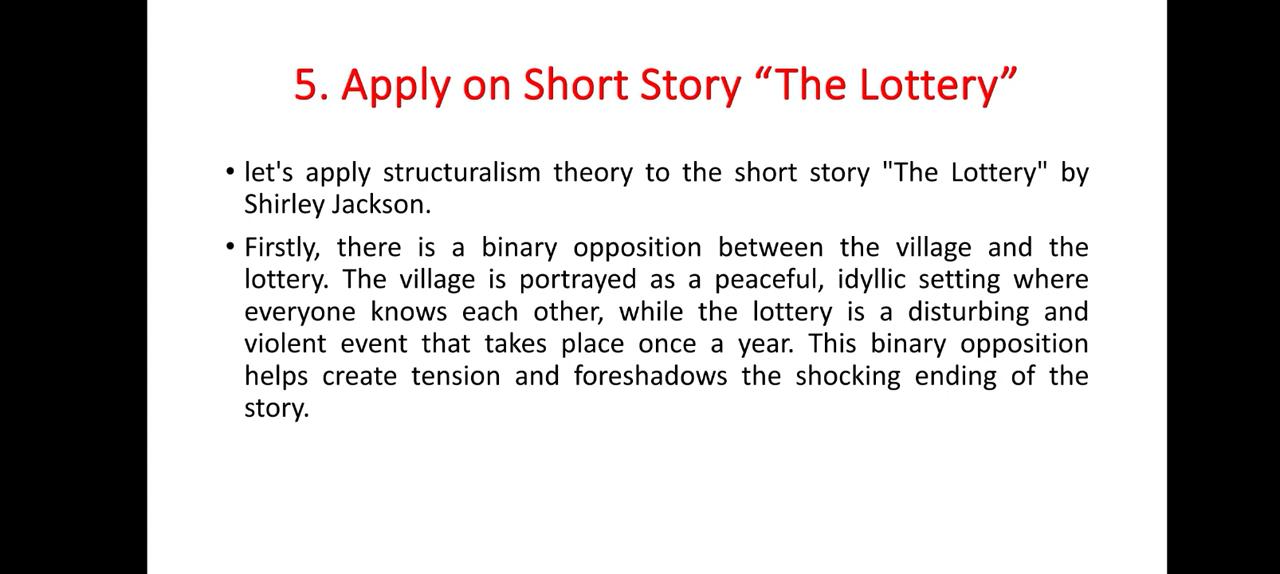 5. Apply on Short Story “The Lottery”
• let's apply structuralism theory to the short story "The Lottery" by
Shirley Jackson.
• Firstly, there is a binary opposition between the village and the
lottery. The village is portrayed as a peaceful, idyllic setting where
everyone knows each other, while the lottery is a disturbing and
violent event that takes place once a year. This binary opposition
helps create tension and foreshadows the shocking ending of the
story.